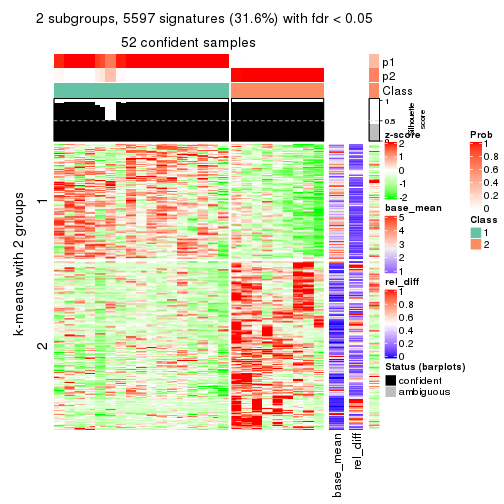 2 subgroups, 5597 signatures (31.6%) with fdr < 0.05
52 confident samples
p1
p2
Class
1
0.5
0
Silhouette
score
k-means with 2 groups
1
2
base_mean
rel_diff
z-score
2
1
0
-1
-2
base_mean
5
4
3
2
1
rel_diff
1
0.8
0.6
0.4
0.2
0
Status (barplots)
confident
ambiguous
Prob
1
0.8
0.6
0.4
0.2
0
Class
1
2